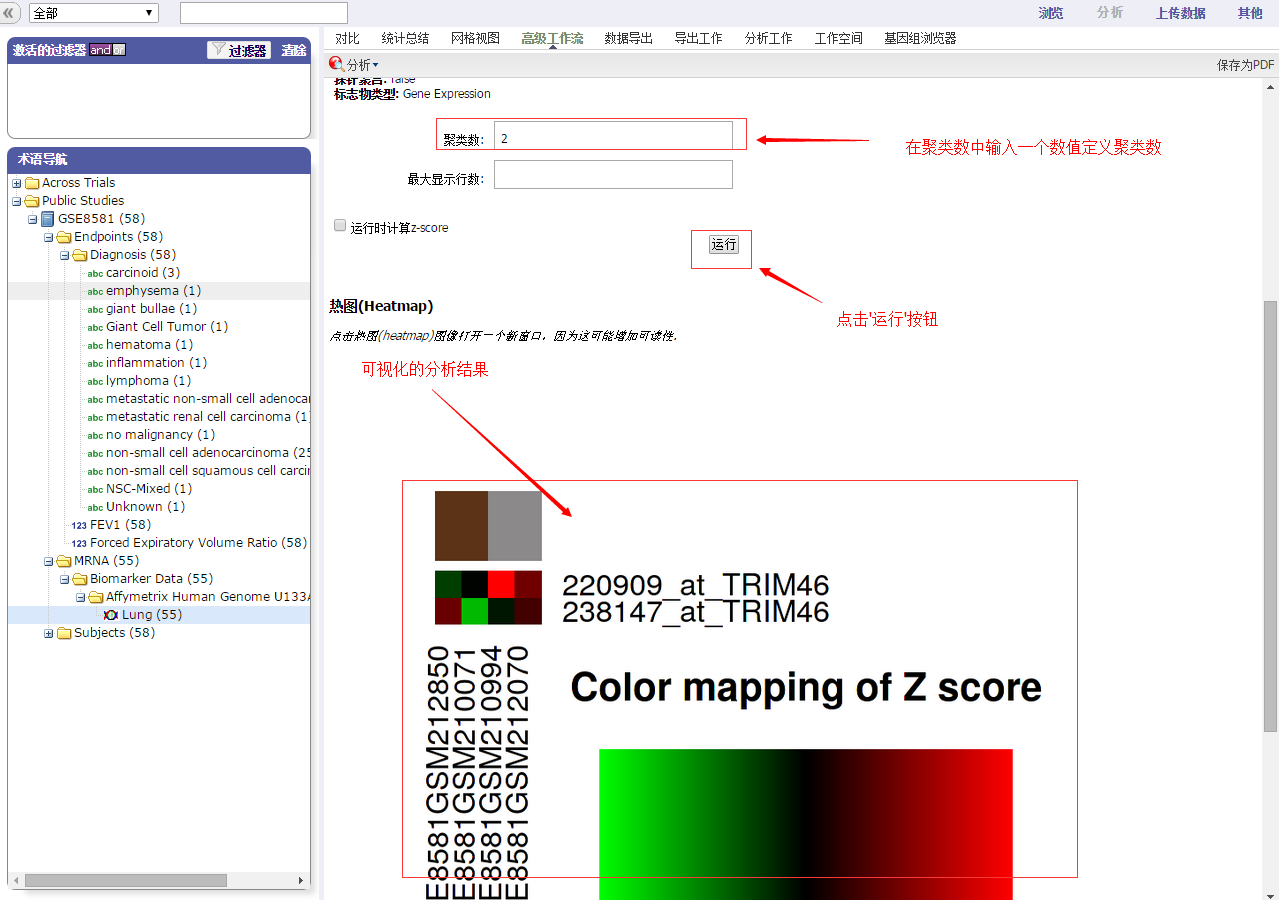 全部
浏览 分析 上传数据 其他
激活的过滤器 and or 过滤器 清除
对比 统计总结 网格视图 高级工作流 数据导出 导出工作 分析工作 工作空间 基因组浏览器
分析
保存为PDF
探针聚合: false
标志物类型: Gene Expression
聚类数: 2
在聚类数中输入一个数值定义聚类数
最大显示行数:
运行时计算z-score
运行
点击'运行'按钮
热图(Heatmap)
点击热图(heatmap)图像打开一个新窗口，因为这可能增加可读性.
可视化的分析结果
术语导航
Across Trials
Public Studies
GSE8581 (58)
Endpoints (58)
Diagnosis (58)
abc carcinoid (3)
abc emphysema (1)
abc giant bullae (1)
abc Giant Cell Tumor (1)
abc hematoma (1)
abc inflammation (1)
abc lymphoma (1)
abc metastatic non-small cell adenocar
abc metastatic renal cell carcinoma (1)
abc no malignancy (1)
abc non-small cell adenocarcinoma (25
abc non-small cell squamous cell carcin
abc NSC-Mixed (1)
abc Unknown (1)
123 FEV1 (58)
123 Forced Expiratory Volume Ratio (58)
MRNA (55)
Biomarker Data (55)
Affymetrix Human Genome U133A
Lung (55)
Subjects (58)
220909_at_TRIM46
238147_at_TRIM46
E8581GSM212850
E8581GSM210071
E8581GSM210994
E8581GSM212070
Color mapping of Z score